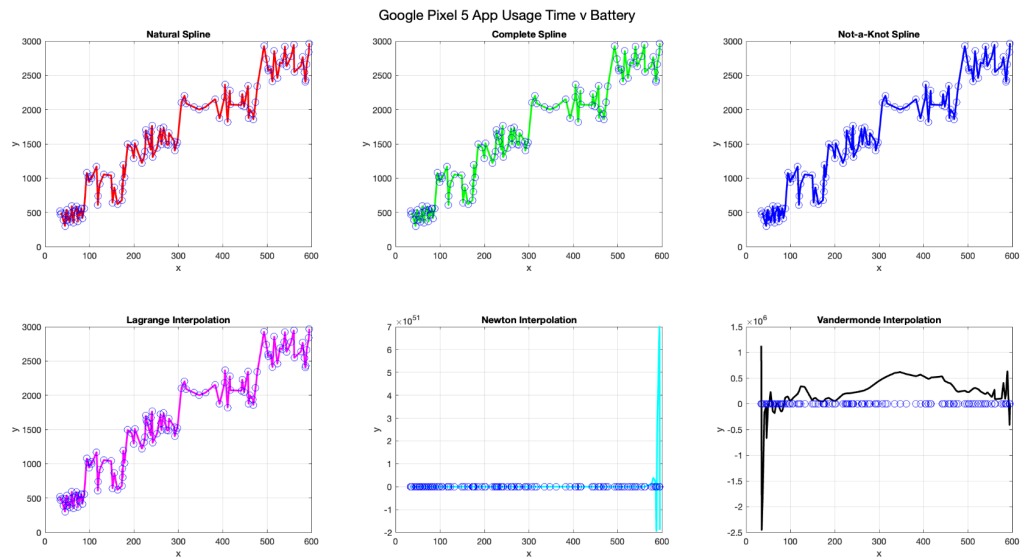 Google Pixel 5 App Usage Time v Battery
Natural Spline
3000
2500
2000
1500
1000
500
0
y
0 100 200 300 400 500 600
x
Complete Spline
3000
2500
2000
1500
1000
500
0
y
0 100 200 300 400 500 600
x
Not-a-Knot Spline
3000
2500
2000
1500
1000
500
0
y
0 100 200 300 400 500 600
x
Lagrange Interpolation
3000
2500
2000
1500
1000
500
0
y
0 100 200 300 400 500 600
x
Newton Interpolation
×10^51
7
6
5
4
3
2
1
0
-1
-2
y
0 100 200 300 400 500 600
x
Vandermonde Interpolation
×10^6
1.5
1
0.5
0
-0.5
-1
-1.5
-2
-2.5
y
0 100 200 300 400 500 600
x